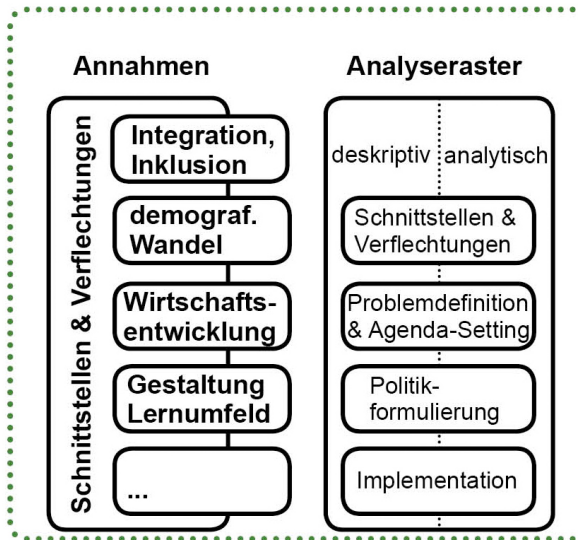 Annahmen
Schnittstellen & Verflechtungen
Integration,
Inklusion
demograf.
Wandel
Wirtschafts-
entwicklung
Gestaltung
Lernumfeld
...
Analyseraster
deskriptiv analytisch
Schnittstellen &
Verflechtungen
Problemdefinition
& Agenda-Setting
Politik-
formulierung
Implementation